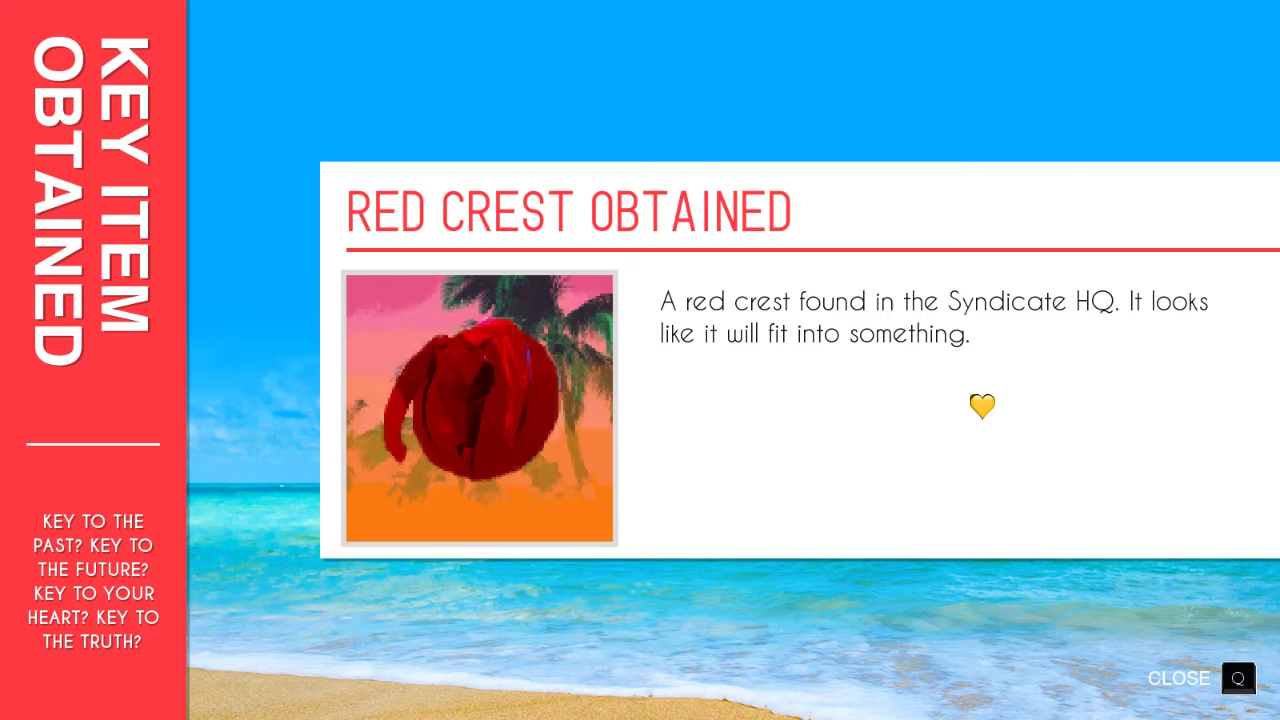 KEY ITEM
OBTAINED
KEY TO THE
PAST? KEY TO
THE FUTURE?
KEY TO YOUR
HEART? KEY TO
THE TRUTH?
RED CREST OBTAINED
A red crest found in the Syndicate HQ. It looks
like it will fit into something.
CLOSE Q